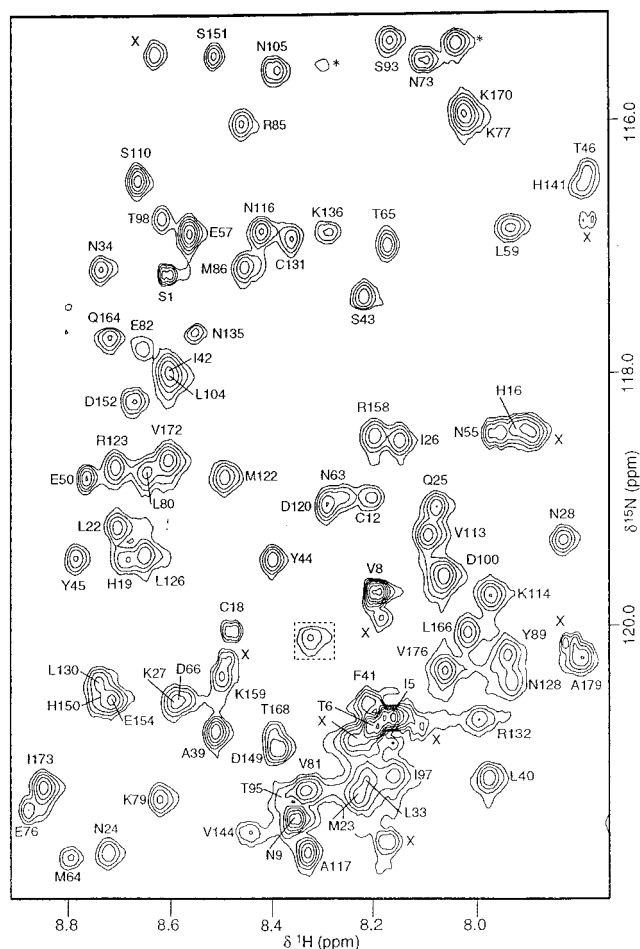 X
S151
N105
*
S93
N73
*
R85
K170
K77
116.0
S110
T46
H141
T98
E57
N116
C131
K136
T65
L59
X
N34
M86
S1
S43
Q164
E82
N135
I42
L104
118.0
D152
R158
I26
H16
N55
X
R123
V172
E50
L80
M122
N63
D120
C12
Q25
V113
N28
δ15N (ppm)
L22
Y45
H19
L126
Y44
V8
D100
K114
X
C18
L166
120.0
Y89
X
V176
A179
X
L130
K27
D66
K159
H150
E154
F41
I5
T6
N128
A39
T168
D149
X
X
R132
I173
K79
T95
V81
I97
L40
L33
M23
E76
V144
N9
X
M64
N24
A117
8.8
8.6
8.4
8.2
8.0
δ 1H (ppm)